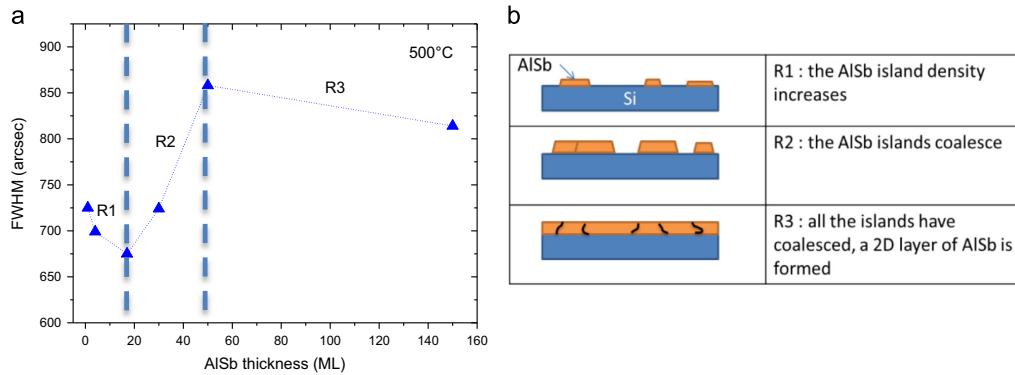 a
500°C
R3
R2
R1
FWHM (arcsec)
900
850
800
750
700
650
600
0
20
40
60
80
100
120
140
160
AlSb thickness (ML)
b
AlSb
Si
R1 : the AlSb island density
increases
R2 : the AlSb islands coalesce
R3 : all the islands have
coalesced, a 2D layer of AlSb is
formed